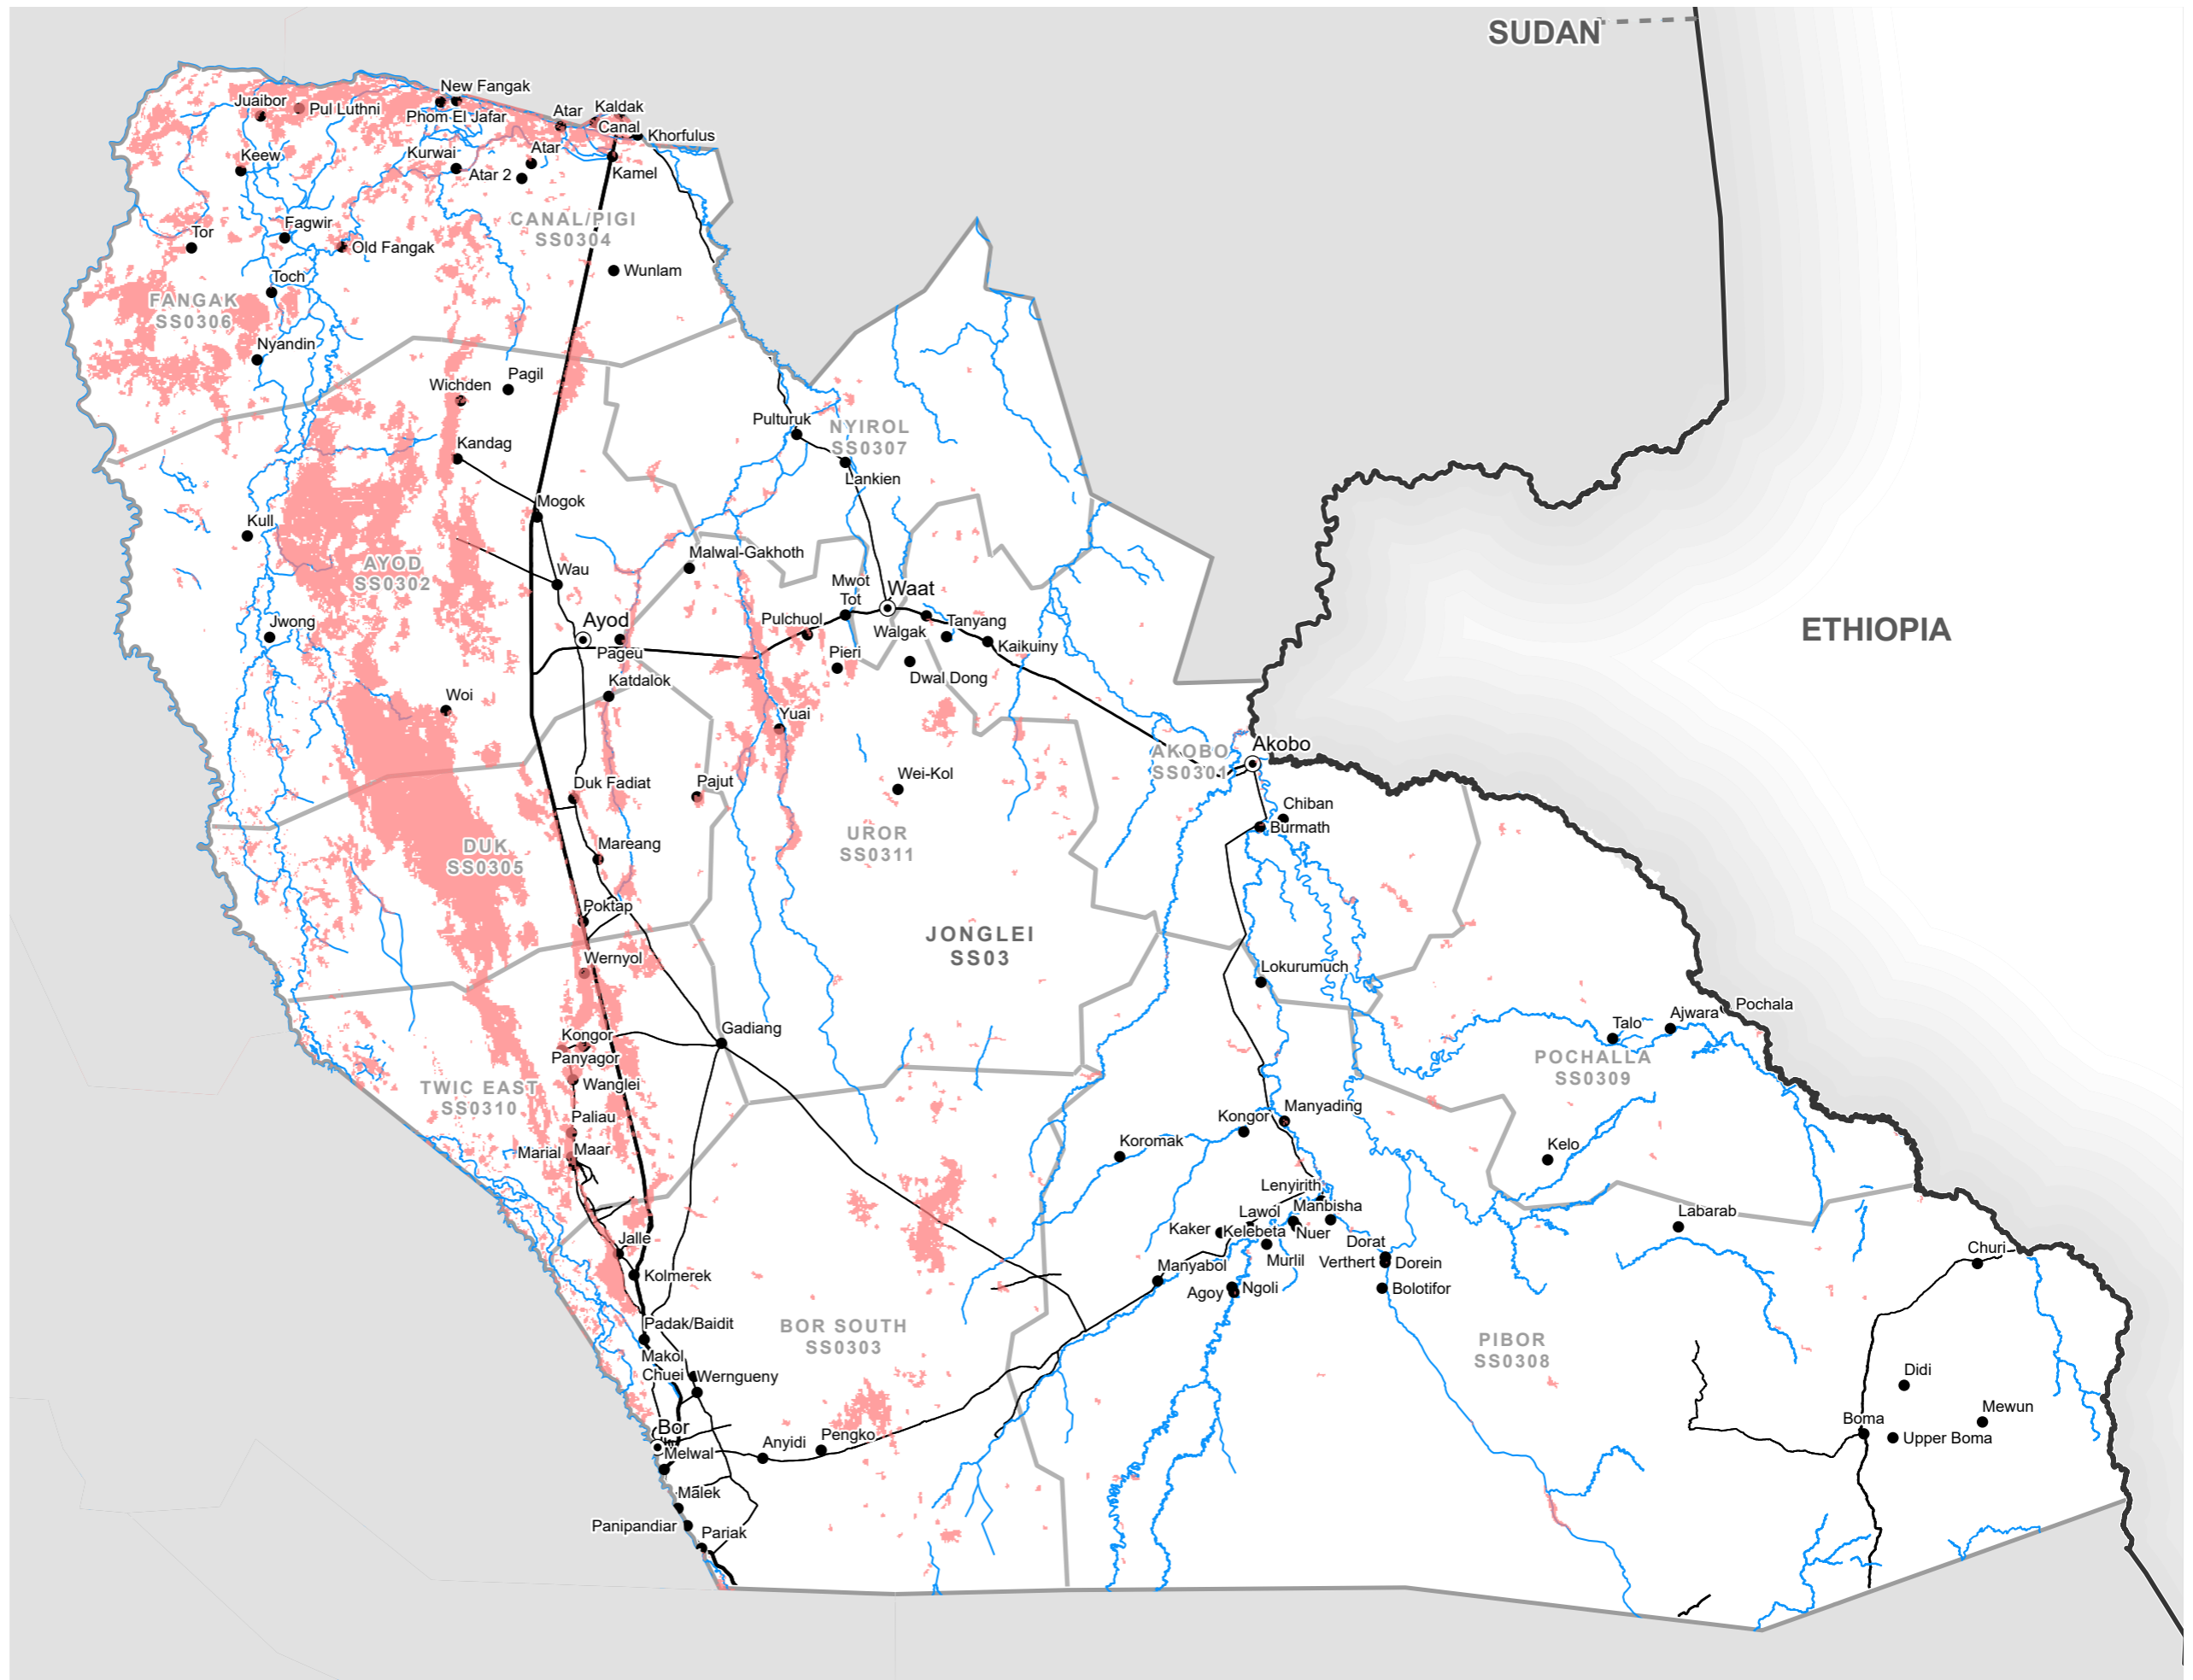 SUDAN
New Fangak
Juaibor
Pul Luthni
Phom El Jafar
Atar
Kaldak
Canal
Khorfulus
Keew
Kurwai
Atar
Atar 2
Kamel
CANAL/PIGI
SS0304
Tor
Fagwir
Old Fangak
Wunlam
Toch
FANGAK
SS0306
Nyandin
Wichden
Pagil
Pulturuk
NYIROL
SS0307
Kandag
Lankien
Mogok
Kull
AYOD
SS0302
Wau
Malwal-Gakhoth
Mwot
Tot
Waat
Jwong
Ayod
Pageu
Pulchuol
Walgak
Tanyang
Kaikuiny
ETHIOPIA
Pieri
Dwal Dong
Katdalok
Woi
Yuai
AKOBO
SS0301
Akobo
Duk Fadiat
Pajut
Wei-Kol
Chiban
Burmath
DUK
SS0305
Mareang
UROR
SS0311
Poktap
JONGLEI
SS03
Wernyol
Lokurumuch
Pochala
Talo
Ajwara
Kongor
Gadiang
Panyagor
POCHALLA
SS0309
TWIC EAST
SS0310
Wanglei
Paliau
Kongor
Manyading
Marial
Maar
Koromak
Kelo
Lenyirith
Lawol
Manbisha
Labarab
Kaker
Kelebeta
Nuer
Jalle
Dorat
Murlil
Verthert
Dorein
Churi
Kolmerek
Manyabol
Agoy
Ngoli
Bolotifor
Padak/Baidit
BOR SOUTH
SS0303
PIBOR
SS0308
Makol
Chuei
Werngueny
Didi
Mewun
Bor
Melwal
Anyidi
Pengko
Boma
Upper Boma
Malek
Panipandiar
Pariak